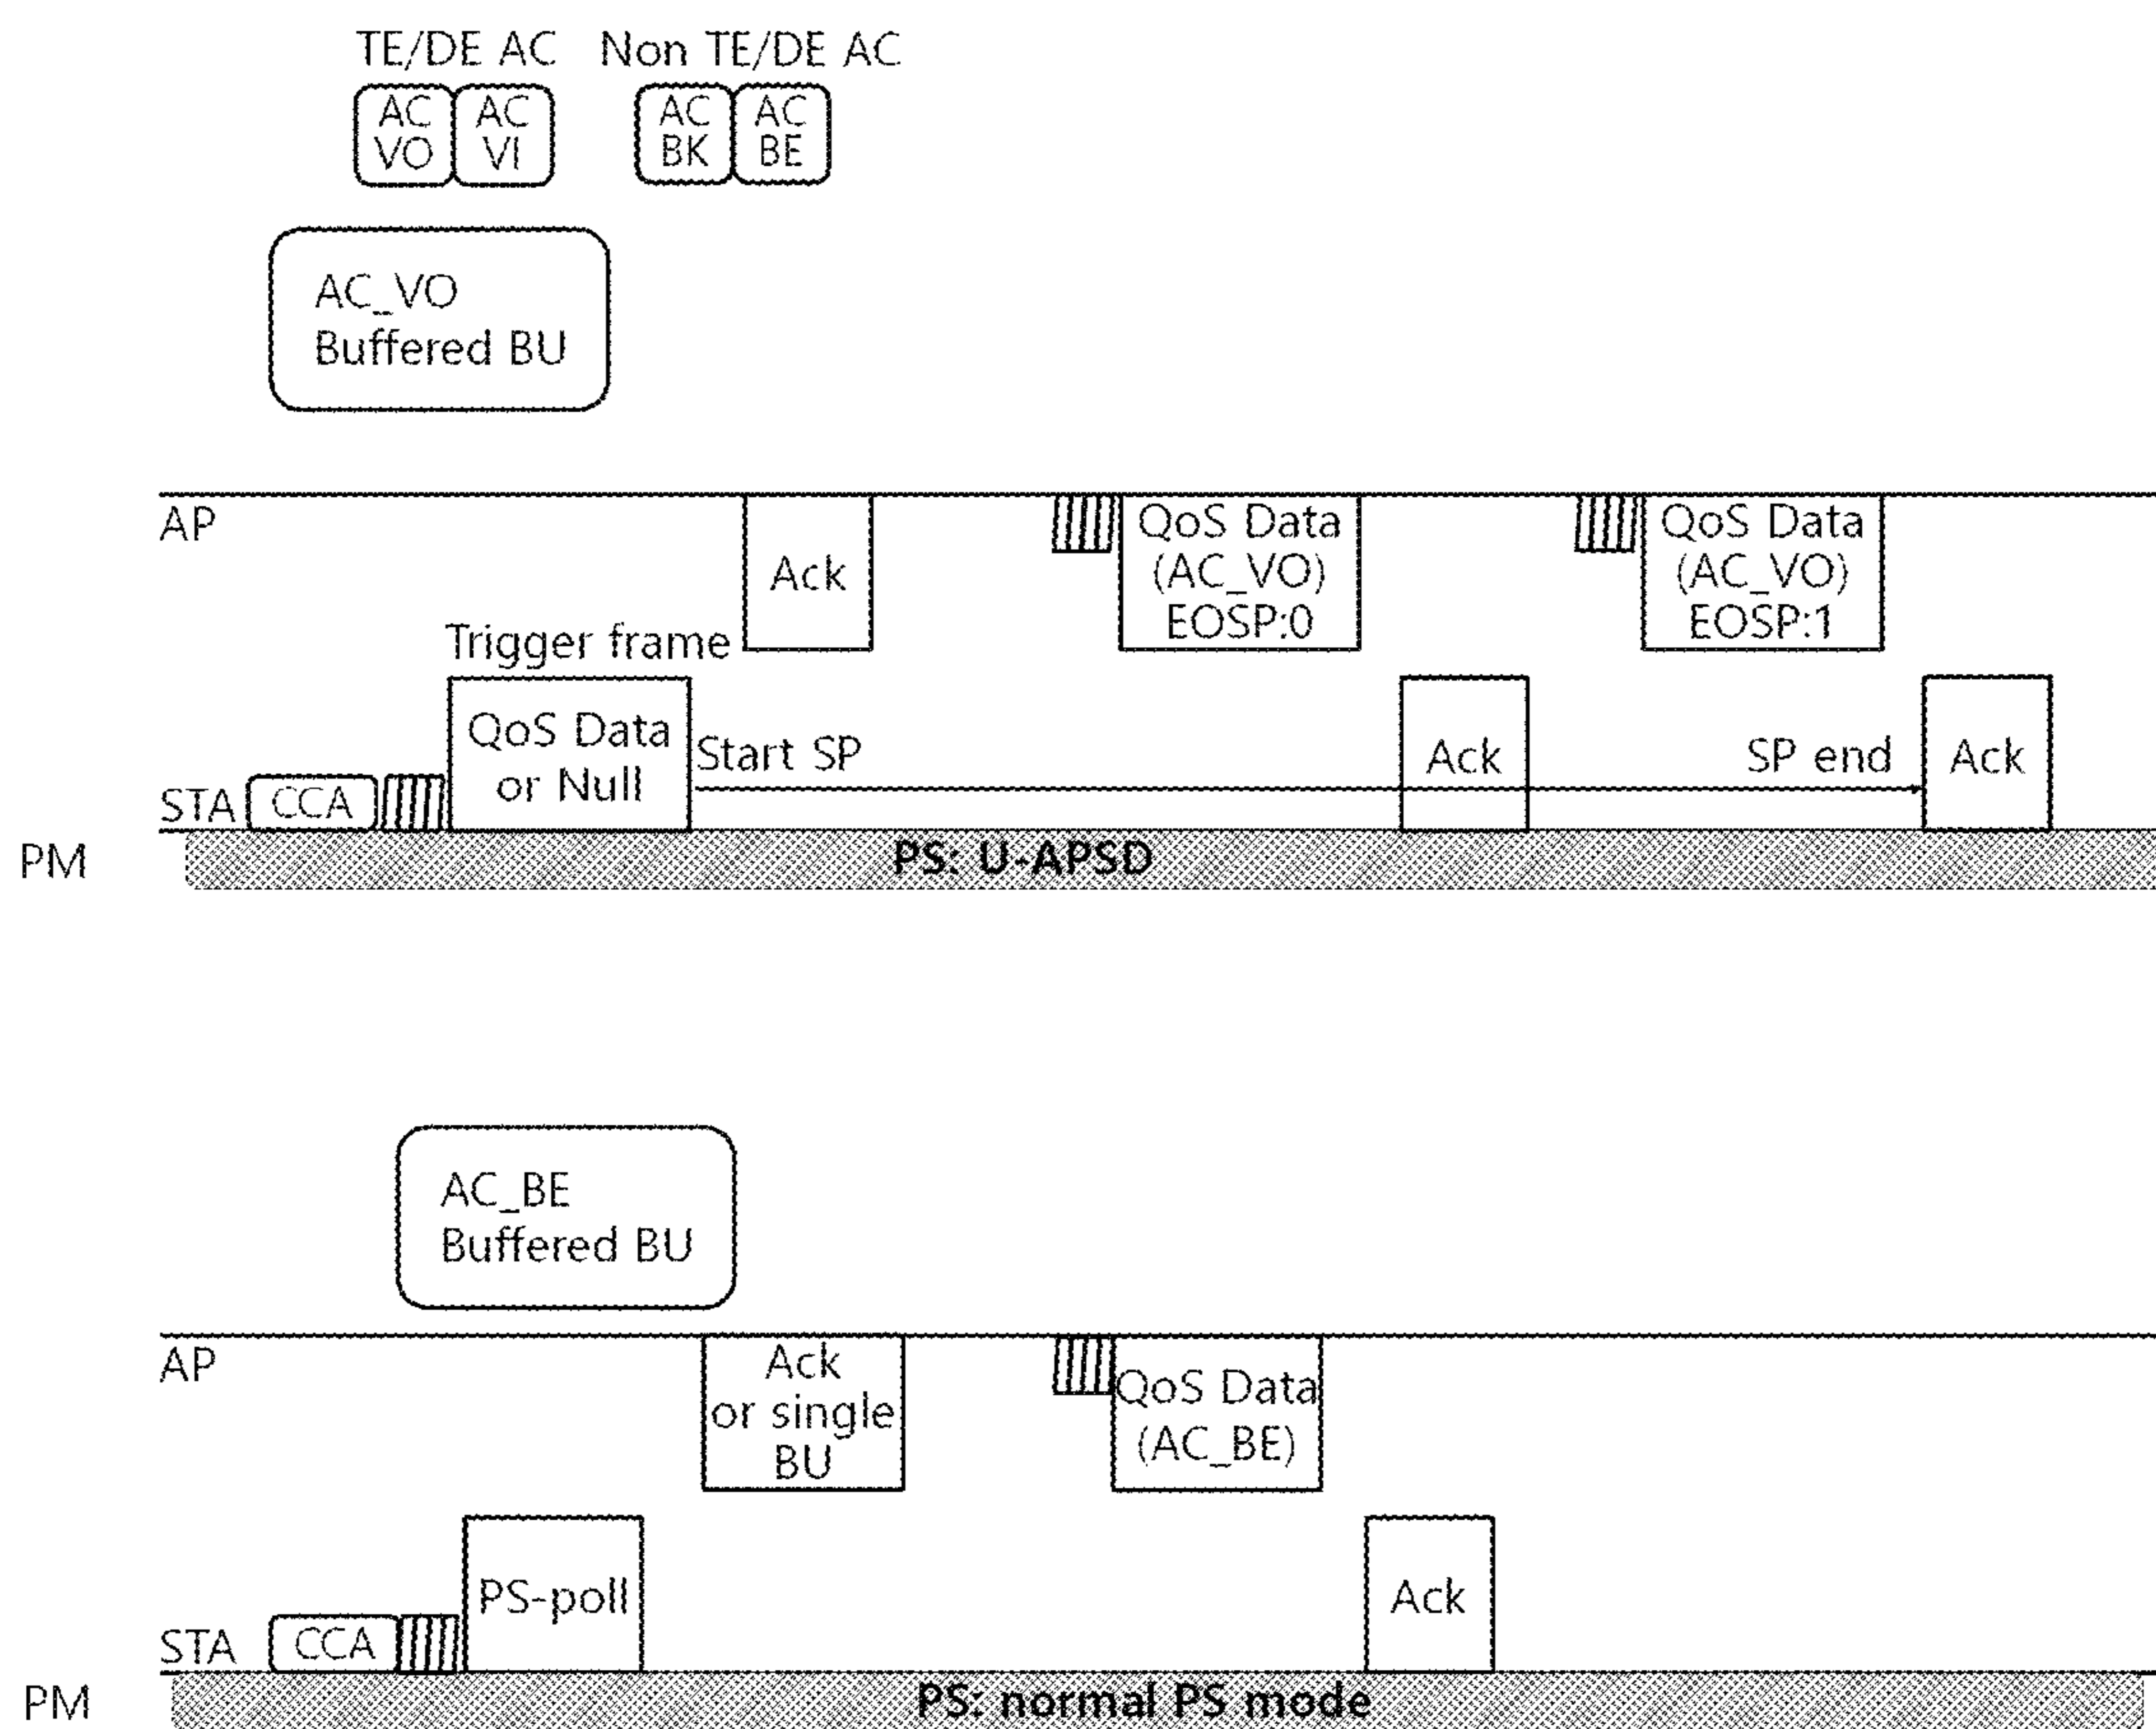 TE/DE AC
Non TE/DE AC
AC
VO
AC
VI
AC
BK
AC
BE
AC_VO
Buffered BU
AP
Ack
QoS Data
(AC_VO)
EOSP:0
QoS Data
(AC_VO)
EOSP:1
Trigger frame
QoS Data
or Null
Start SP
Ack
SP end
Ack
STA
CCA
PM
PS: U-APSD
AC_BE
Buffered BU
AP
Ack
or single
BU
QoS Data
(AC_BE)
PS-poll
Ack
STA
CCA
PM
PS: normal PS mode